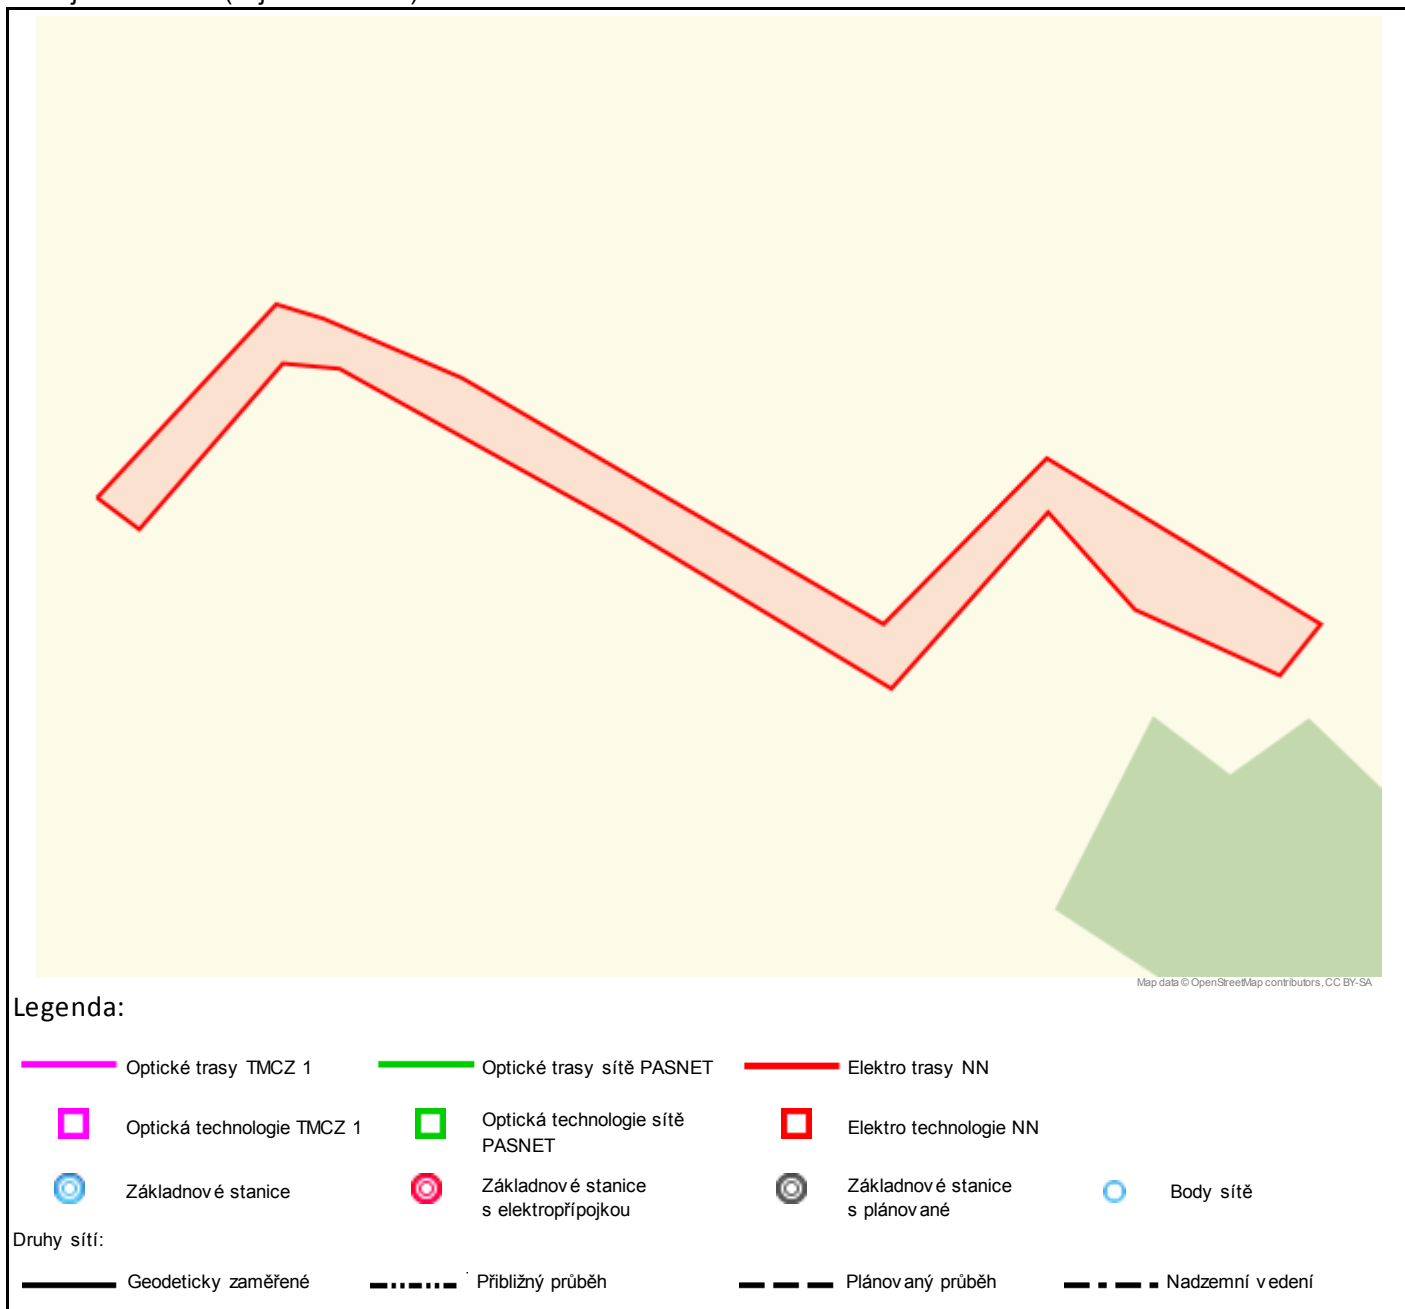 Map data © OpenStreetMap contributors, CC BY-SA
Legenda:
Optické trasy TMCZ 1
Optické trasy sítě PASNET
Elektro trasy NN
Optická technologie TMCZ 1
Optická technologie sítě
PASNET
Elektro technologie NN
Základnové stanice
Základnové stanice
s elektropřípojkou
Základnové stanice
s plánované
Body sítě
Druhy sítí:
Geodeticky zaměřené
Přibližný průběh
Plánovaný průběh
Nadzemní vedení